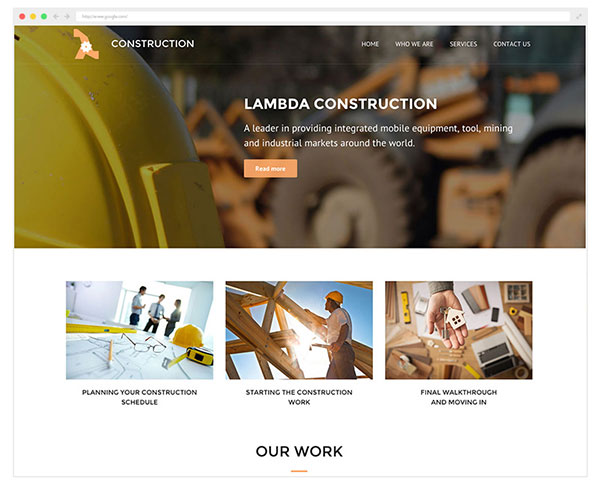 http://www.google.com/
CONSTRUCTION
HOME WHO WE ARE SERVICES CONTACT US
LAMBDA CONSTRUCTION
A leader in providing integrated mobile equipment, tool, mining
and industrial markets around the world.
Read more
PLANNING YOUR CONSTRUCTION
SCHEDULE
STARTING THE CONSTRUCTION
WORK
FINAL WALKTHROUGH
AND MOVING IN
OUR WORK